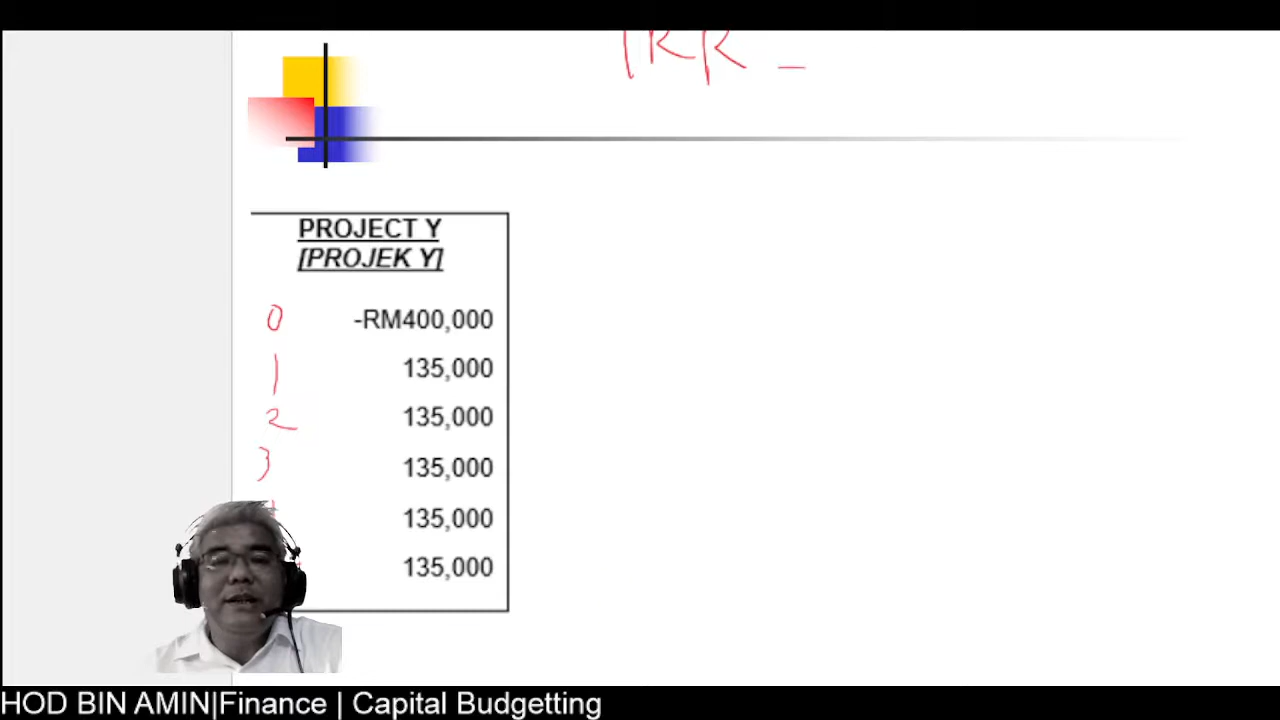 IRR =
PROJECT Y
[PROJEK Y]
0 -RM400,000
1 135,000
2 135,000
3 135,000
135,000
135,000
HOD BIN AMIN|Finance | Capital Budgetting